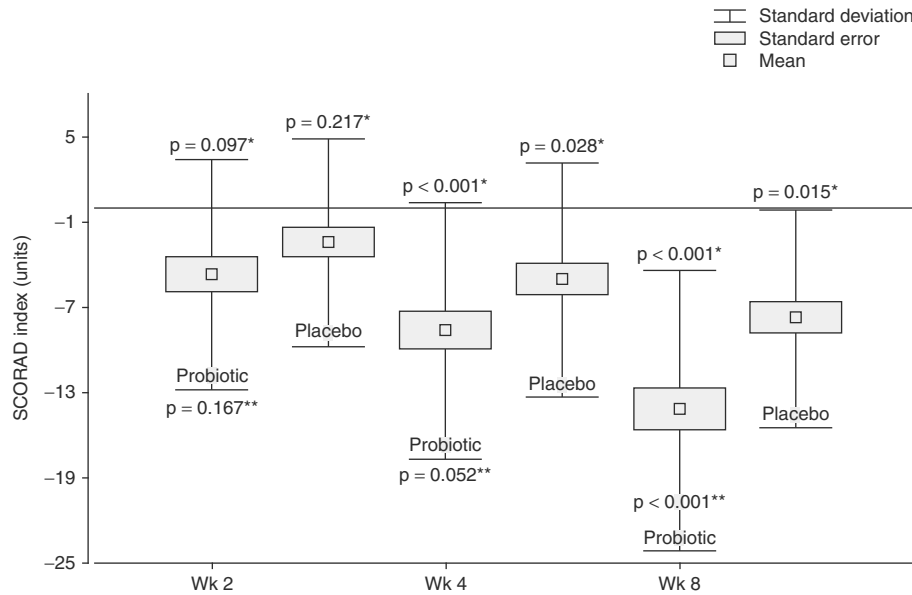 Standard deviation
Standard error
Mean
SCORAD index (units)
5
−1
−7
−13
−19
−25
p = 0.097*
p = 0.217*
p < 0.001*
p = 0.028*
p < 0.001*
p = 0.015*
Probiotic
p = 0.167**
Placebo
Probiotic
p = 0.052**
Placebo
p < 0.001**
Probiotic
Placebo
Wk 2
Wk 4
Wk 8